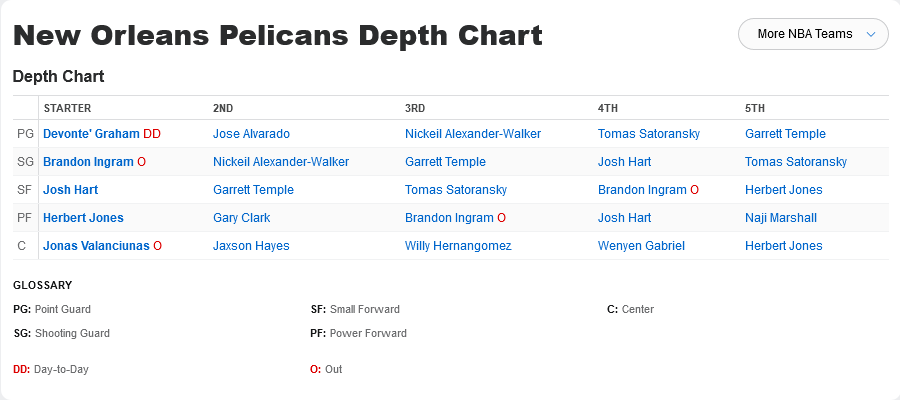 New Orleans Pelicans Depth Chart
More NBA Teams
Depth Chart
STARTER 2ND 3RD 4TH 5TH
PG Devonte' Graham DD Jose Alvarado Nickeil Alexander-Walker Tomas Satoransky Garrett Temple
SG Brandon Ingram O Nickeil Alexander-Walker Garrett Temple Josh Hart Tomas Satoransky
SF Josh Hart Garrett Temple Tomas Satoransky Brandon Ingram O Herbert Jones
PF Herbert Jones Gary Clark Brandon Ingram O Josh Hart Naji Marshall
C Jonas Valanciunas O Jaxson Hayes Willy Hernangomez Wenyen Gabriel Herbert Jones
GLOSSARY
PG: Point Guard SF: Small Forward C: Center
SG: Shooting Guard PF: Power Forward
DD: Day-to-Day O: Out